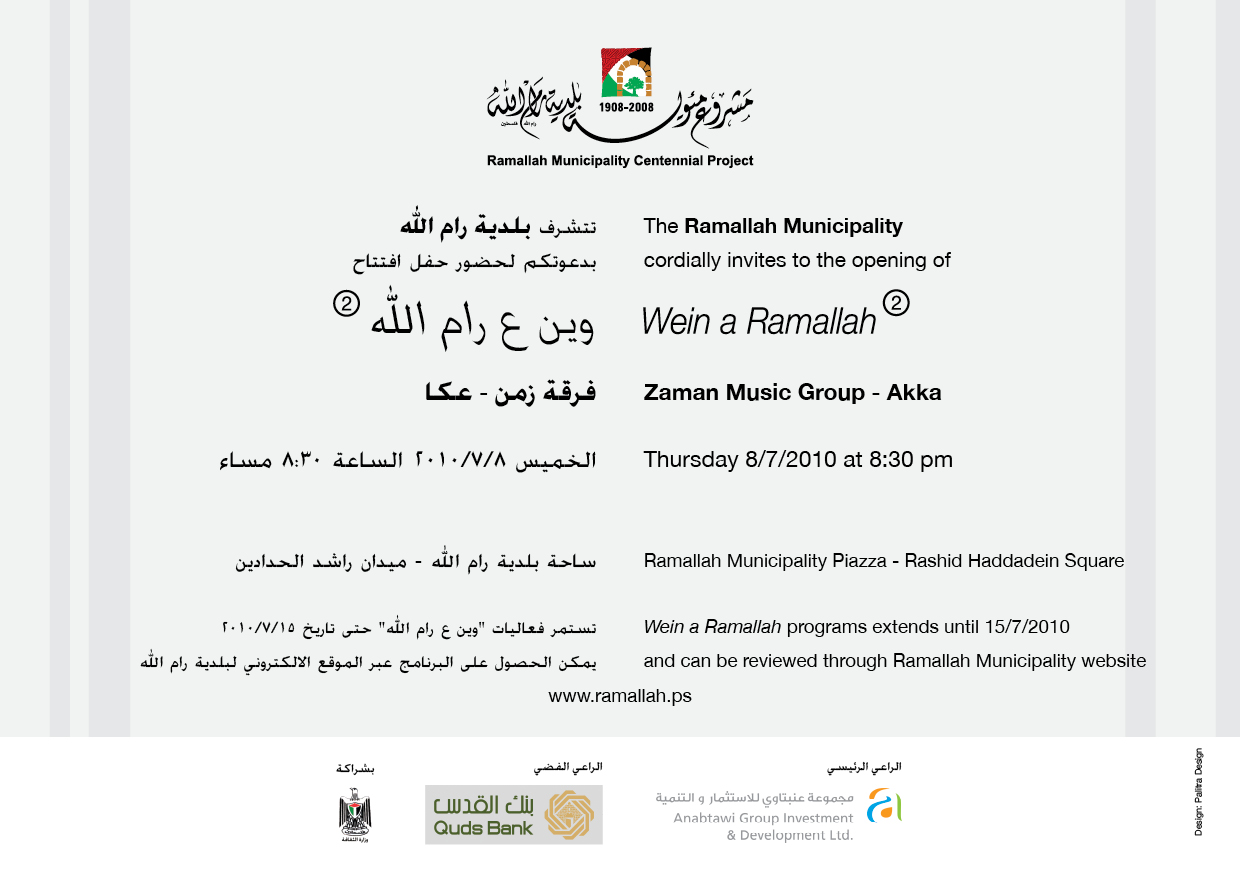 مشروع مئوية بلدية رام الله
رام الله فلسطين
1908-2008
Ramallah Municipality Centennial Project
تتشرف بلدية رام الله
بدعوتكم لحضور حفل افتتاح
وين ع رام الله 2
فرقة زمن - عكا
الخميس ٢٠١٠/٧/٨ الساعة ٨:٣٠ مساء
ساحة بلدية رام الله - ميدان راشد الحدادين
تستمر فعاليات "وين ع رام الله" حتى تاريخ ٢٠١٠/٧/١٥
يمكن الحصول على البرنامج عبر الموقع الالكتروني لبلدية رام الله
The Ramallah Municipality
cordially invites to the opening of
Wein a Ramallah 2
Zaman Music Group - Akka
Thursday 8/7/2010 at 8:30 pm
Ramallah Municipality Piazza - Rashid Haddadein Square
Wein a Ramallah programs extends until 15/7/2010
and can be reviewed through Ramallah Municipality website
www.ramallah.ps
الراعي الرئيسي
مجموعة عنبتاوي للاستثمار و التنمية
Anabtawi Group Investment
& Development Ltd.
الراعي الفضي
بنك القدس
Quds Bank
بشراكة
وزارة الثقافة
Design: Palitra Design